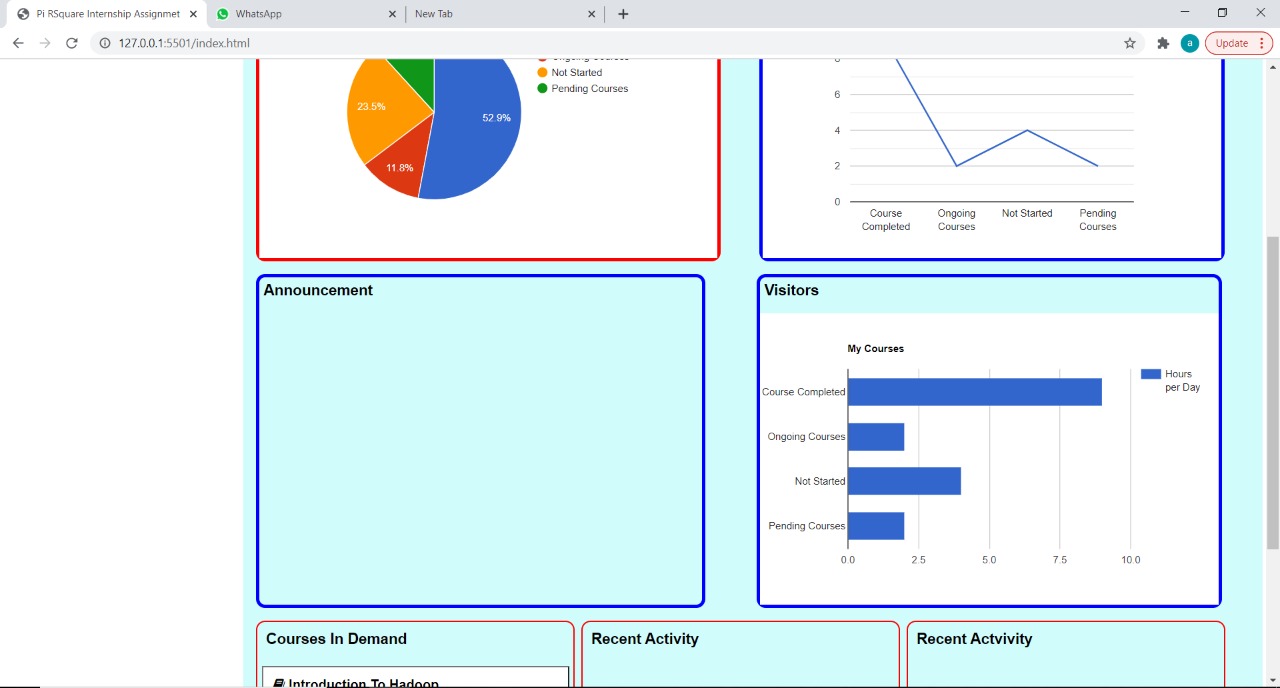 Pi RSquare Internship Assignmet
WhatsApp
New Tab
127.0.0.1:5501/index.html
a
Update
Ongoing Courses
Not Started
Pending Courses
23.5%
52.9%
11.8%
8
6
4
2
0
Course Completed
Ongoing Courses
Not Started
Pending Courses
Announcement
Visitors
My Courses
Hours
per Day
Course Completed
Ongoing Courses
Not Started
Pending Courses
0.0 2.5 5.0 7.5 10.0
Courses In Demand
Recent Activity
Recent Actvivity
Introduction To Hadoop